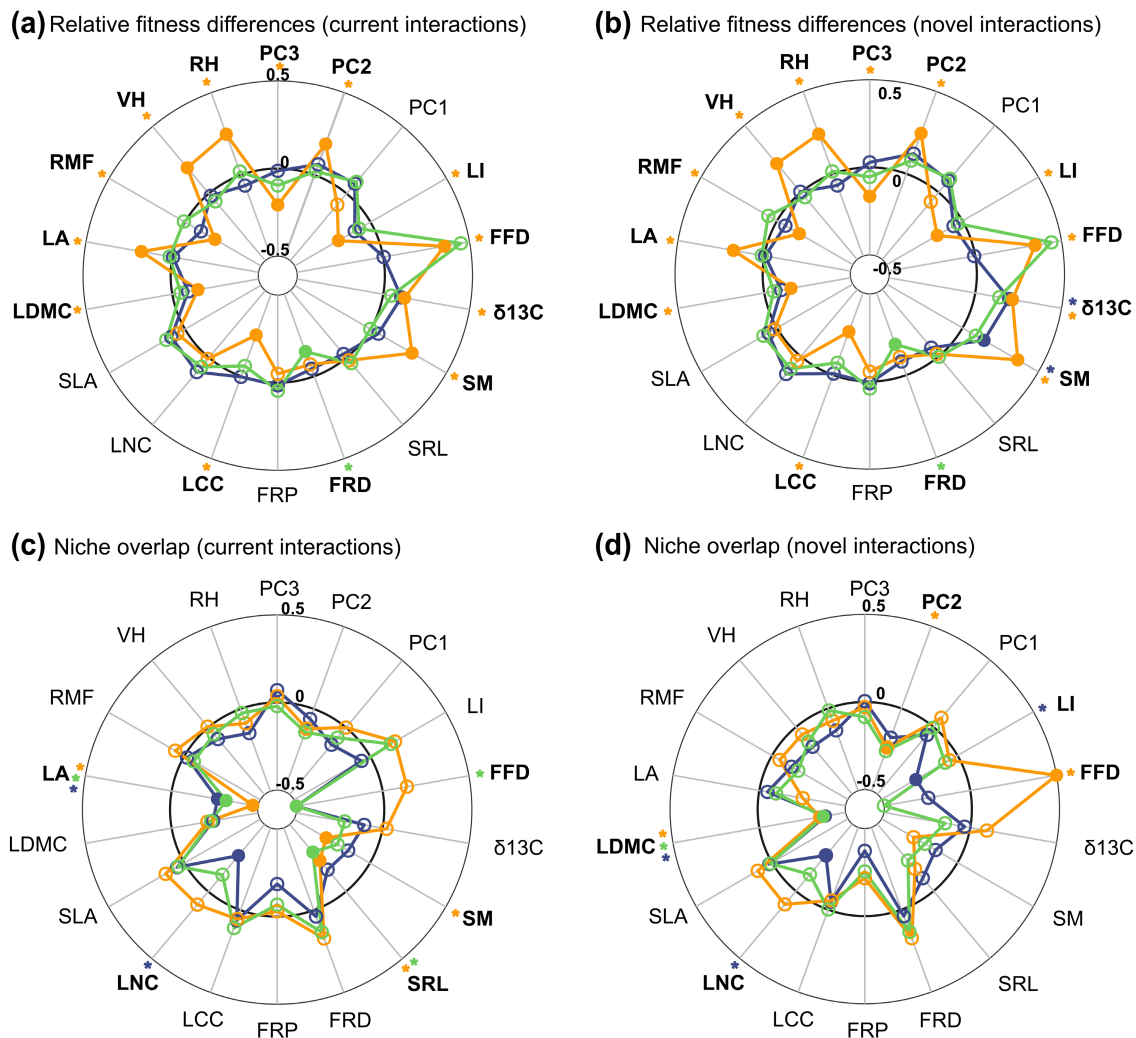 (a) Relative fitness differences (current interactions)
PC3
*
0.5
PC2
*
PC1
LI
*
FFD
*
δ13C
*
SM
*
SRL
FRD
*
FRP
LCC
*
LNC
SLA
LDMC
*
LA
*
RMF
*
VH
*
RH
*
0
-0.5
(b) Relative fitness differences (novel interactions)
PC3
*
0.5
PC2
*
PC1
LI
*
FFD
*
δ13C
**
SM
**
SRL
FRD
*
FRP
LCC
*
LNC
SLA
LDMC
*
LA
*
RMF
*
VH
*
RH
*
0
-0.5
(c) Niche overlap (current interactions)
PC3
0.5
PC2
PC1
LI
FFD
*
δ13C
SM
*
SRL
**
FRD
FRP
LCC
LNC
*
SLA
LDMC
LA
***
RMF
VH
RH
0
-0.5
(d) Niche overlap (novel interactions)
PC3
0.5
PC2
*
PC1
LI
*
FFD
*
δ13C
SM
SRL
FRD
FRP
LCC
LNC
*
SLA
LDMC
***
LA
RMF
VH
RH
0
-0.5